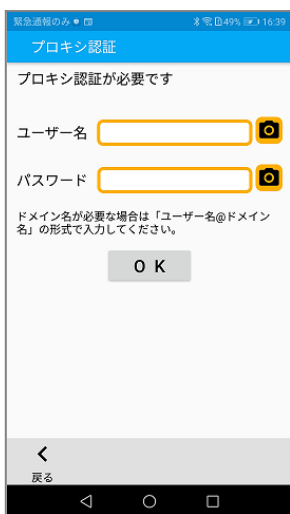 緊急通報のみ 49% 16:39
プロキシ認証
プロキシ認証が必要です
ユーザー名
パスワード
ドメイン名が必要な場合は「ユーザー名@ドメイン
名」の形式で入力してください。
OK
戻る